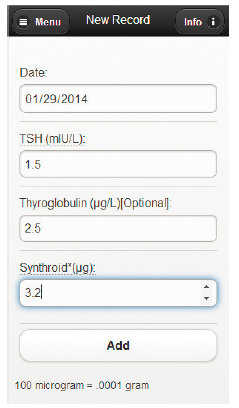 Menu New Record Info i
Date:
01/29/2014
TSH (mIU/L):
1.5
Thyroglobulin (μg/L)[Optional]:
2.5
Synthroid*(μg):
3.2
Add
100 microgram = .0001 gram